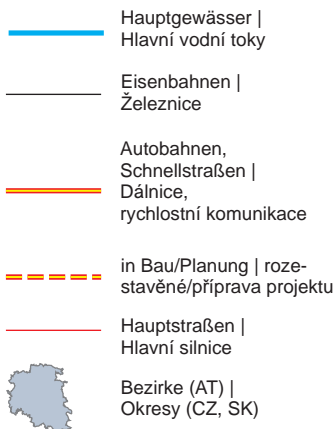 Hauptgewässer |
Hlavní vodní toky
Eisenbahnen |
Železnice
Autobahnen,
Schnellstraßen |
Dálnice,
rychlostní komunikace
in Bau/Planung | roze-
stavěné/příprava projektu
Hauptstraßen |
Hlavní silnice
Bezirke (AT) |
Okresy (CZ, SK)